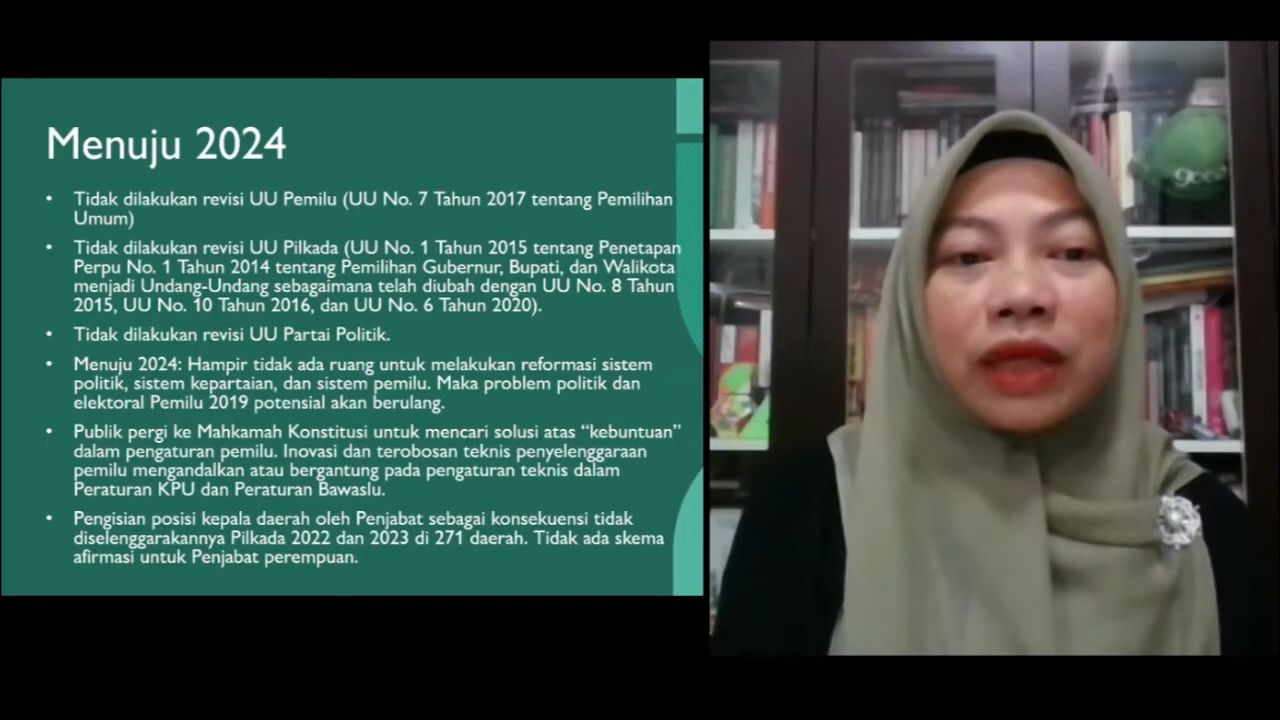 Menuju 2024
• Tidak dilakukan revisi UU Pemilu (UU No. 7 Tahun 2017 tentang Pemilihan
Umum)
• Tidak dilakukan revisi UU Pilkada (UU No. 1 Tahun 2015 tentang Penetapan
Perpu No. 1 Tahun 2014 tentang Pemilihan Gubernur, Bupati, dan Walikota
menjadi Undang-Undang sebagaimana telah diubah dengan UU No. 8 Tahun
2015, UU No. 10 Tahun 2016, dan UU No. 6 Tahun 2020).
• Tidak dilakukan revisi UU Partai Politik.
• Menuju 2024: Hampir tidak ada ruang untuk melakukan reformasi sistem
politik, sistem kepartaian, dan sistem pemilu. Maka problem politik dan
elektoral Pemilu 2019 potensial akan berulang.
• Publik pergi ke Mahkamah Konstitusi untuk mencari solusi atas “kebuntuan”
dalam pengaturan pemilu. Inovasi dan terobosan teknis penyelenggaraan
pemilu mengandalkan atau bergantung pada pengaturan teknis dalam
Peraturan KPU dan Peraturan Bawaslu.
• Pengisian posisi kepala daerah oleh Penjabat sebagai konsekuensi tidak
diselenggarakannya Pilkada 2022 dan 2023 di 271 daerah. Tidak ada skema
afirmasi untuk Penjabat perempuan.